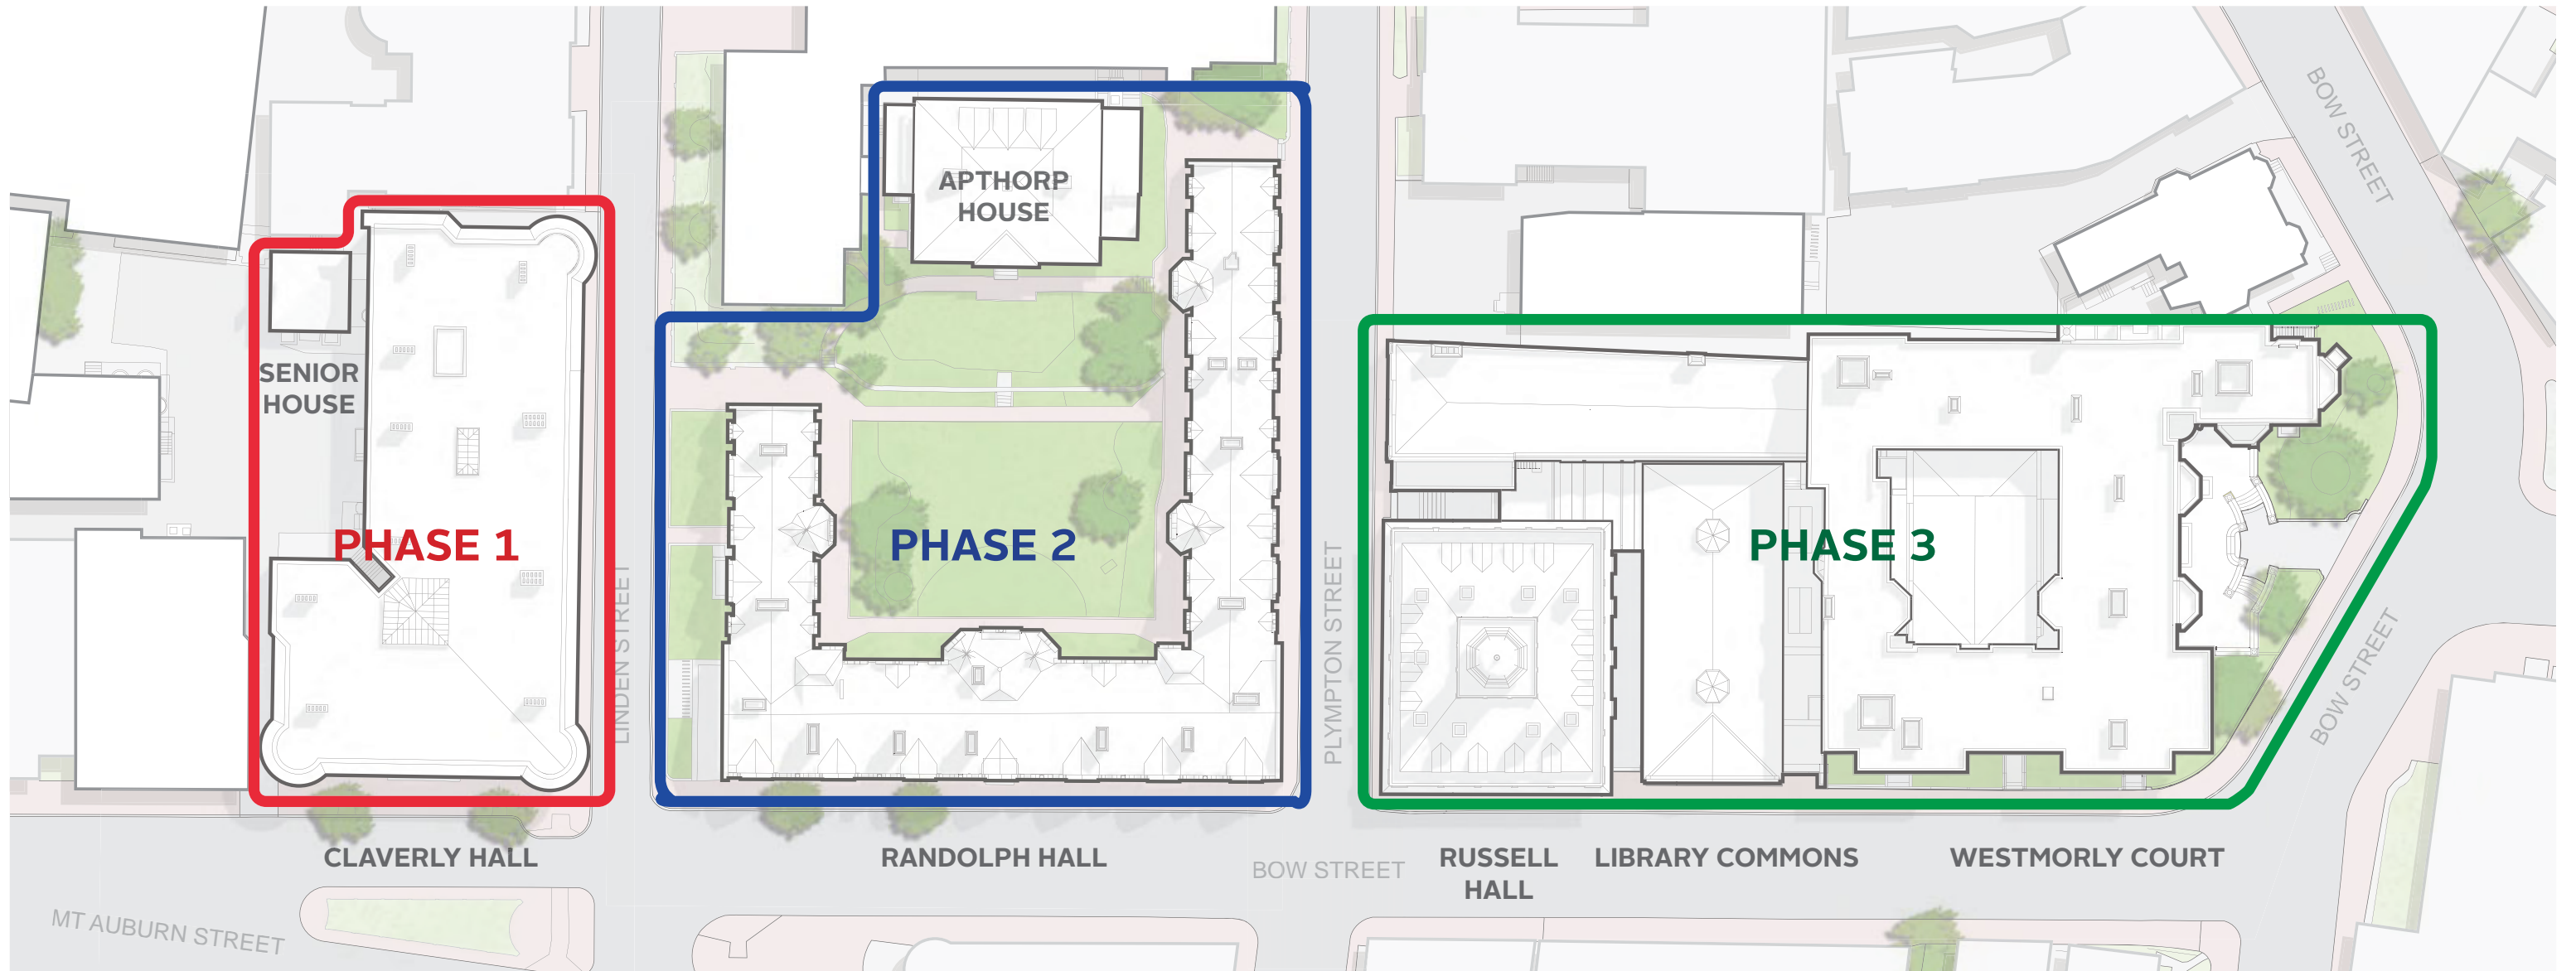 BOW STREET
APTHORP
HOUSE
SENIOR
HOUSE
PHASE 1
PHASE 2
PHASE 3
LINDEN STREET
PLYMPTON STREET
BOW STREET
CLAVERLY HALL
RANDOLPH HALL
BOW STREET
RUSSELL
HALL
LIBRARY COMMONS
WESTMORLY COURT
MT AUBURN STREET